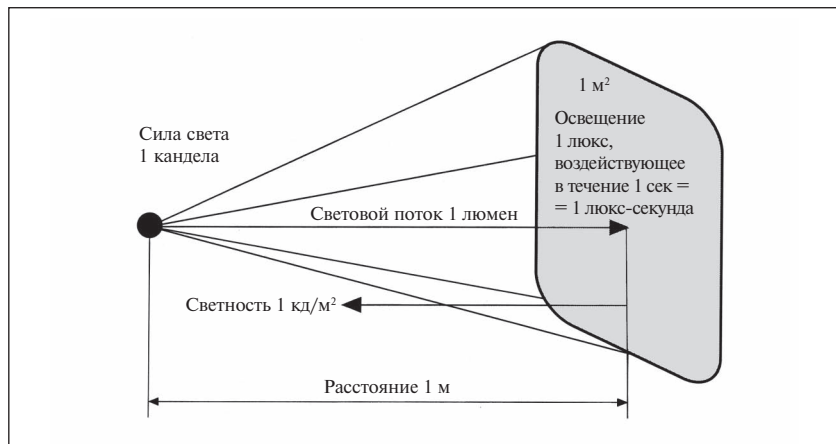 1 м²
Сила света
1 кандела
Освещение
1 люкс,
воздействующее
в течение 1 сек =
= 1 люкс-секунда
Световой поток 1 люмен
Светность 1 кд/м²
Расстояние 1 м